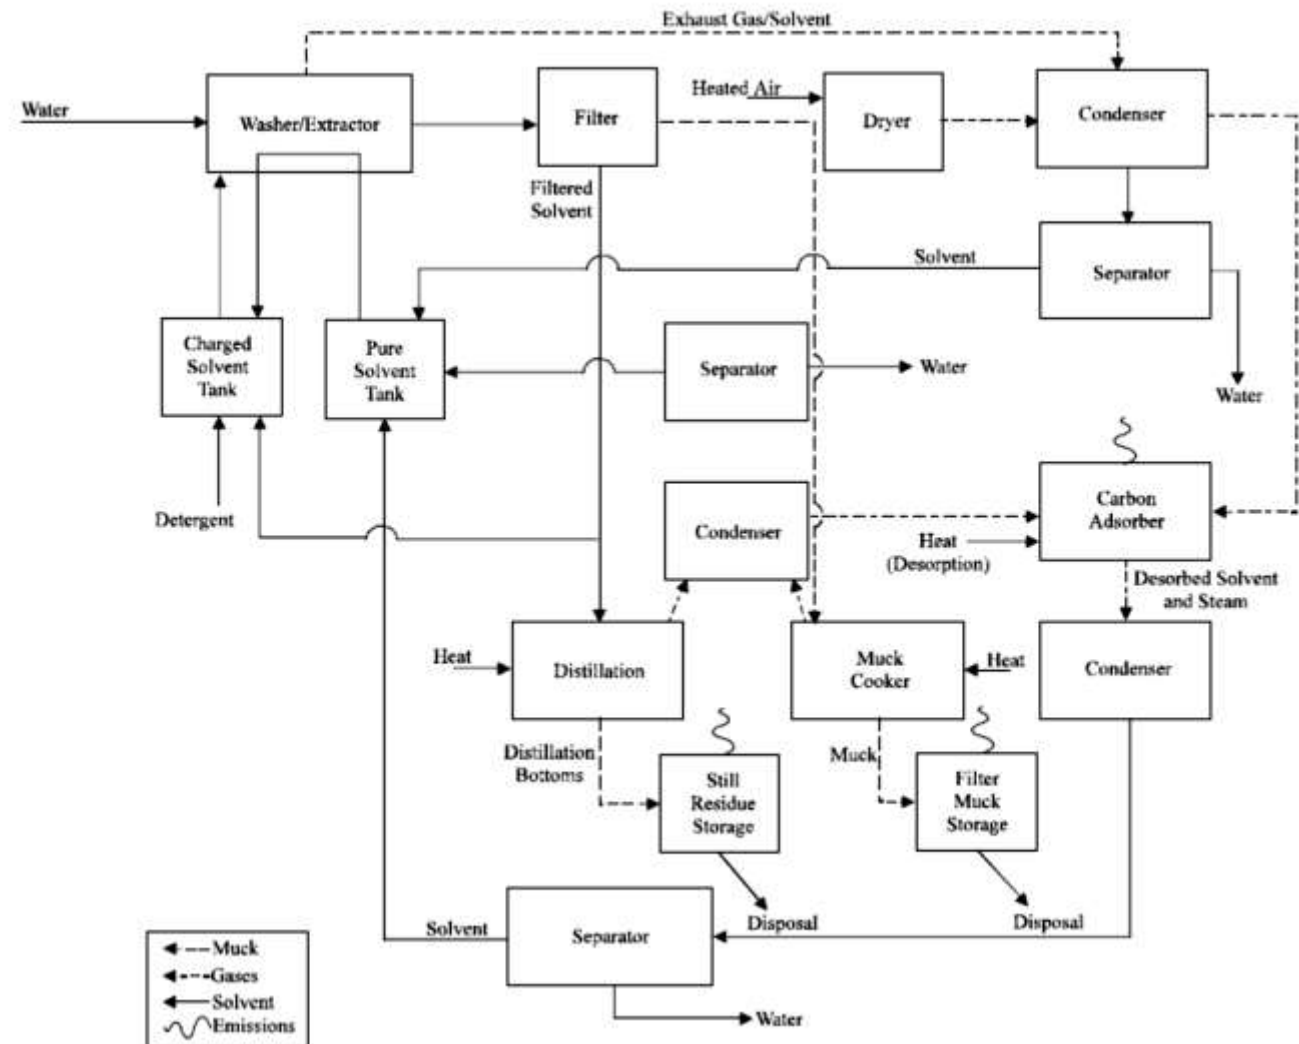 Exhaust Gas/Solvent
Water
Washer/Extractor
Filter
Heated Air
Dryer
Condenser
Filtered
Solvent
Solvent
Separator
Charged
Solvent
Tank
Pure
Solvent
Tank
Separator
Water
Water
Detergent
Condenser
Carbon
Adsorber
Heat
(Desorption)
Desorbed Solvent
and Steam
Heat
Distillation
Muck
Cooker
Heat
Condenser
Distillation
Bottoms
Still
Residue
Storage
Muck
Filter
Muck
Storage
Disposal
Disposal
Solvent
Separator
Water
Muck
Gases
Solvent
Emissions